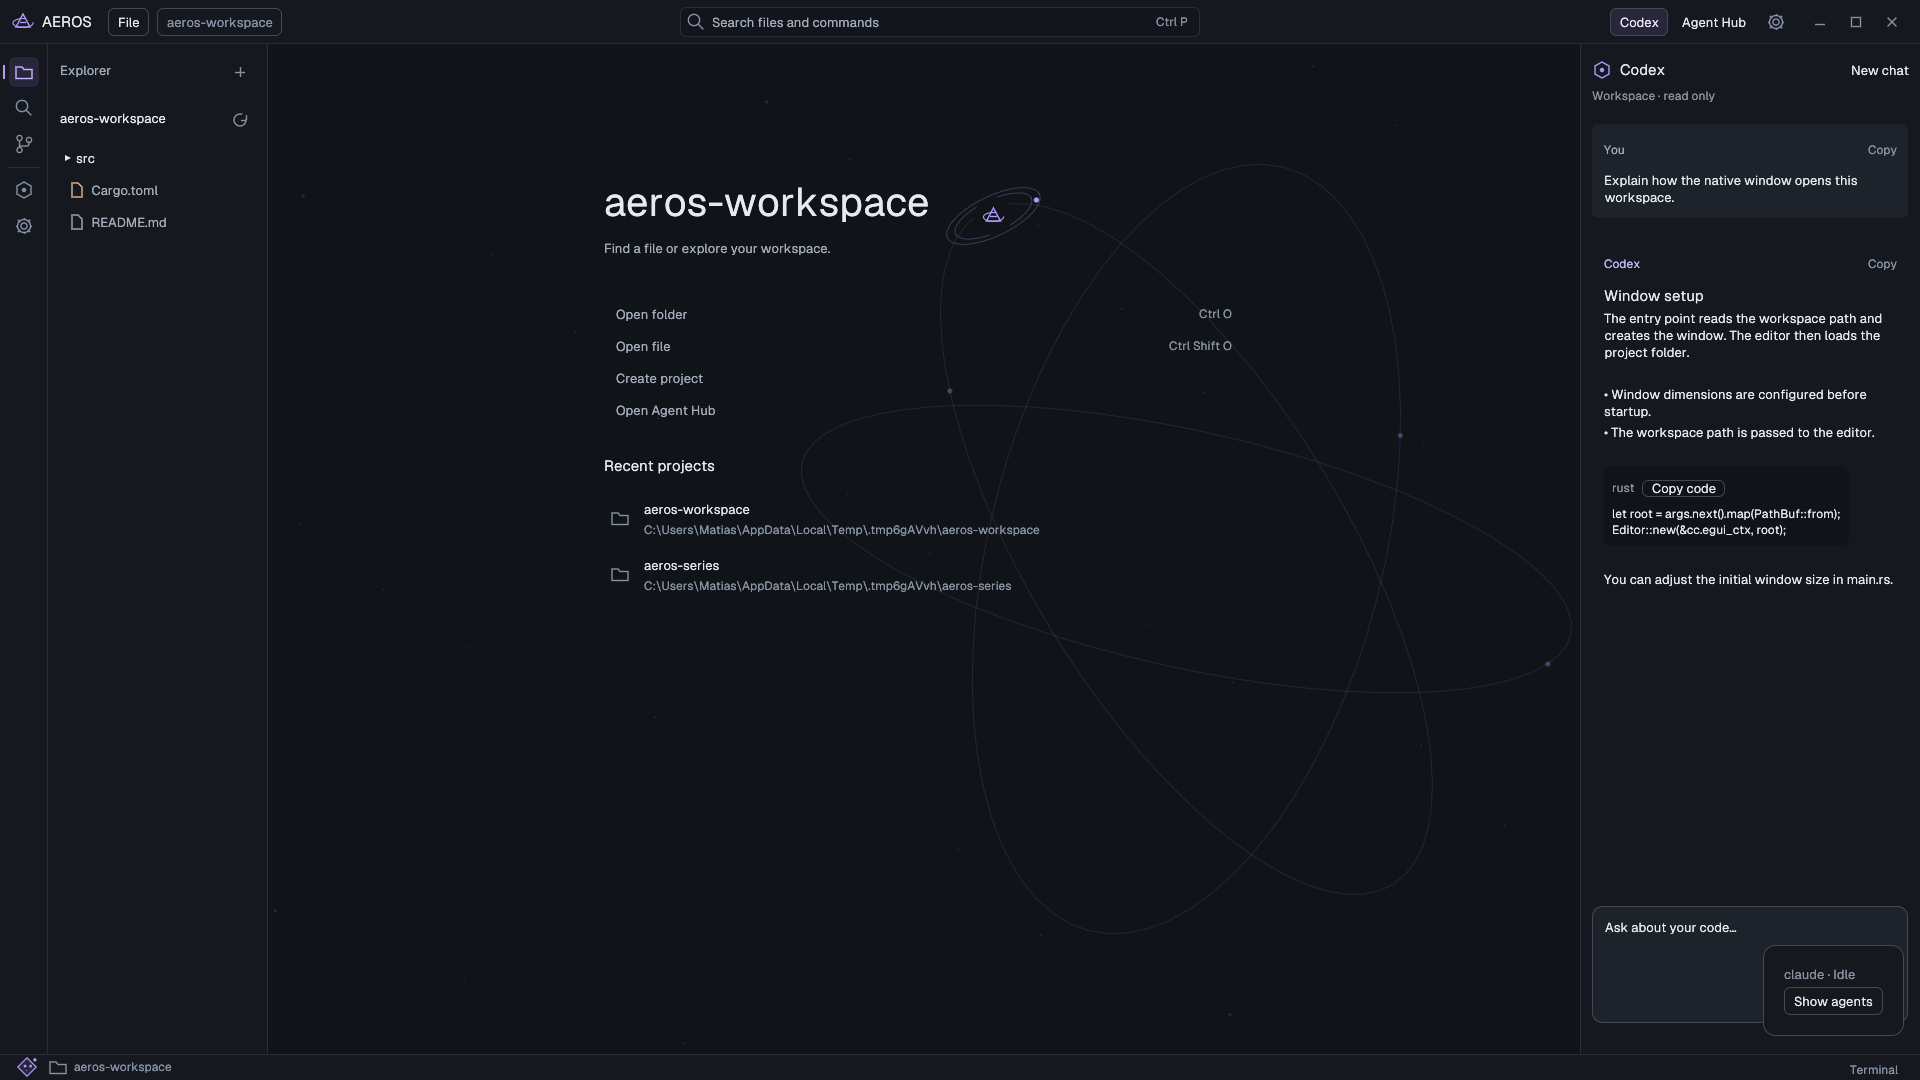 AEROS
File
aeros-workspace
Search files and commands
Ctrl P
Codex
Agent Hub
Explorer
aeros-workspace
src
Cargo.toml
README.md
aeros-workspace
Find a file or explore your workspace.
Open folder
Ctrl O
Open file
Ctrl Shift O
Create project
Open Agent Hub
Recent projects
aeros-workspace
C:\Users\Matias\AppData\Local\Temp\.tmp6gAVvh\aeros-workspace
aeros-series
C:\Users\Matias\AppData\Local\Temp\.tmp6gAVvh\aeros-series
Codex
New chat
Workspace · read only
You
Copy
Explain how the native window opens this
workspace.
Codex
Copy
Window setup
The entry point reads the workspace path and
creates the window. The editor then loads the
project folder.
• Window dimensions are configured before
startup.
• The workspace path is passed to the editor.
rust
Copy code
let root = args.next().map(PathBuf::from);
Editor::new(&cc.egui_ctx, root);
You can adjust the initial window size in main.rs.
Ask about your code…
claude · Idle
Show agents
aeros-workspace
Terminal